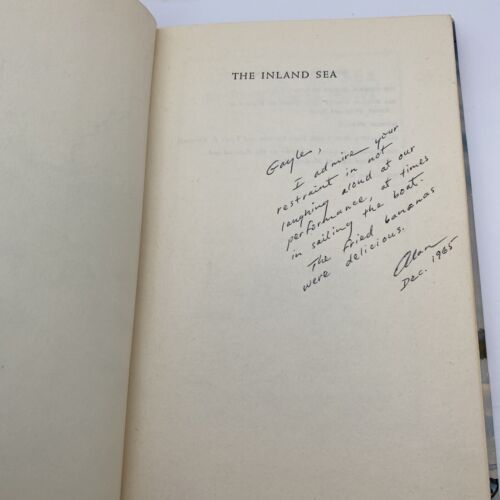 THE INLAND SEA
Gayle,
I admire your
restraint in not
laughing aloud at our
performance, at times
in sailing the boat.
The fried bananas
were delicious.
Alan
Dec. 1965